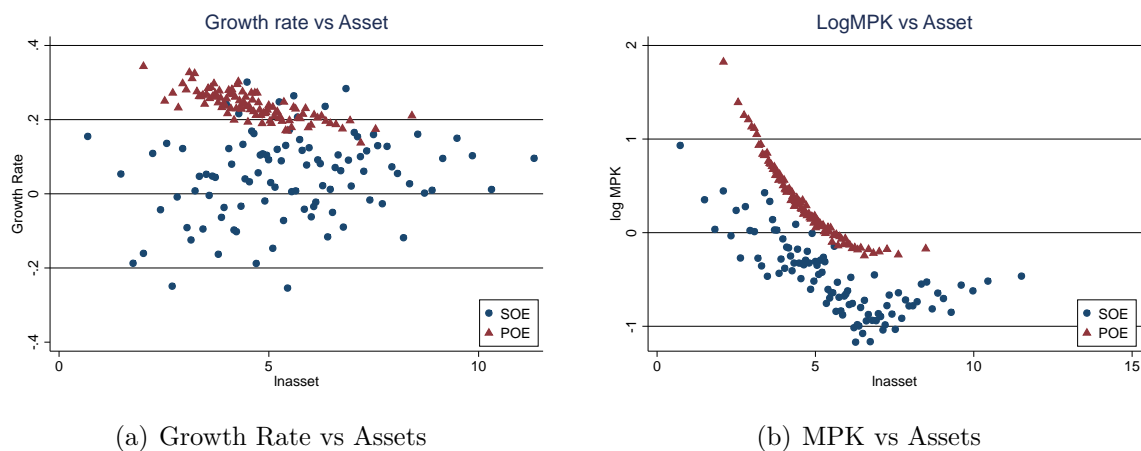 Growth rate vs Asset
.4
.2
0
-.2
-.4
Growth Rate
0
5
10
lnasset
SOE
POE
LogMPK vs Asset
2
1
0
-1
log MPK
0
5
10
15
lnasset
SOE
POE
(a) Growth Rate vs Assets
(b) MPK vs Assets